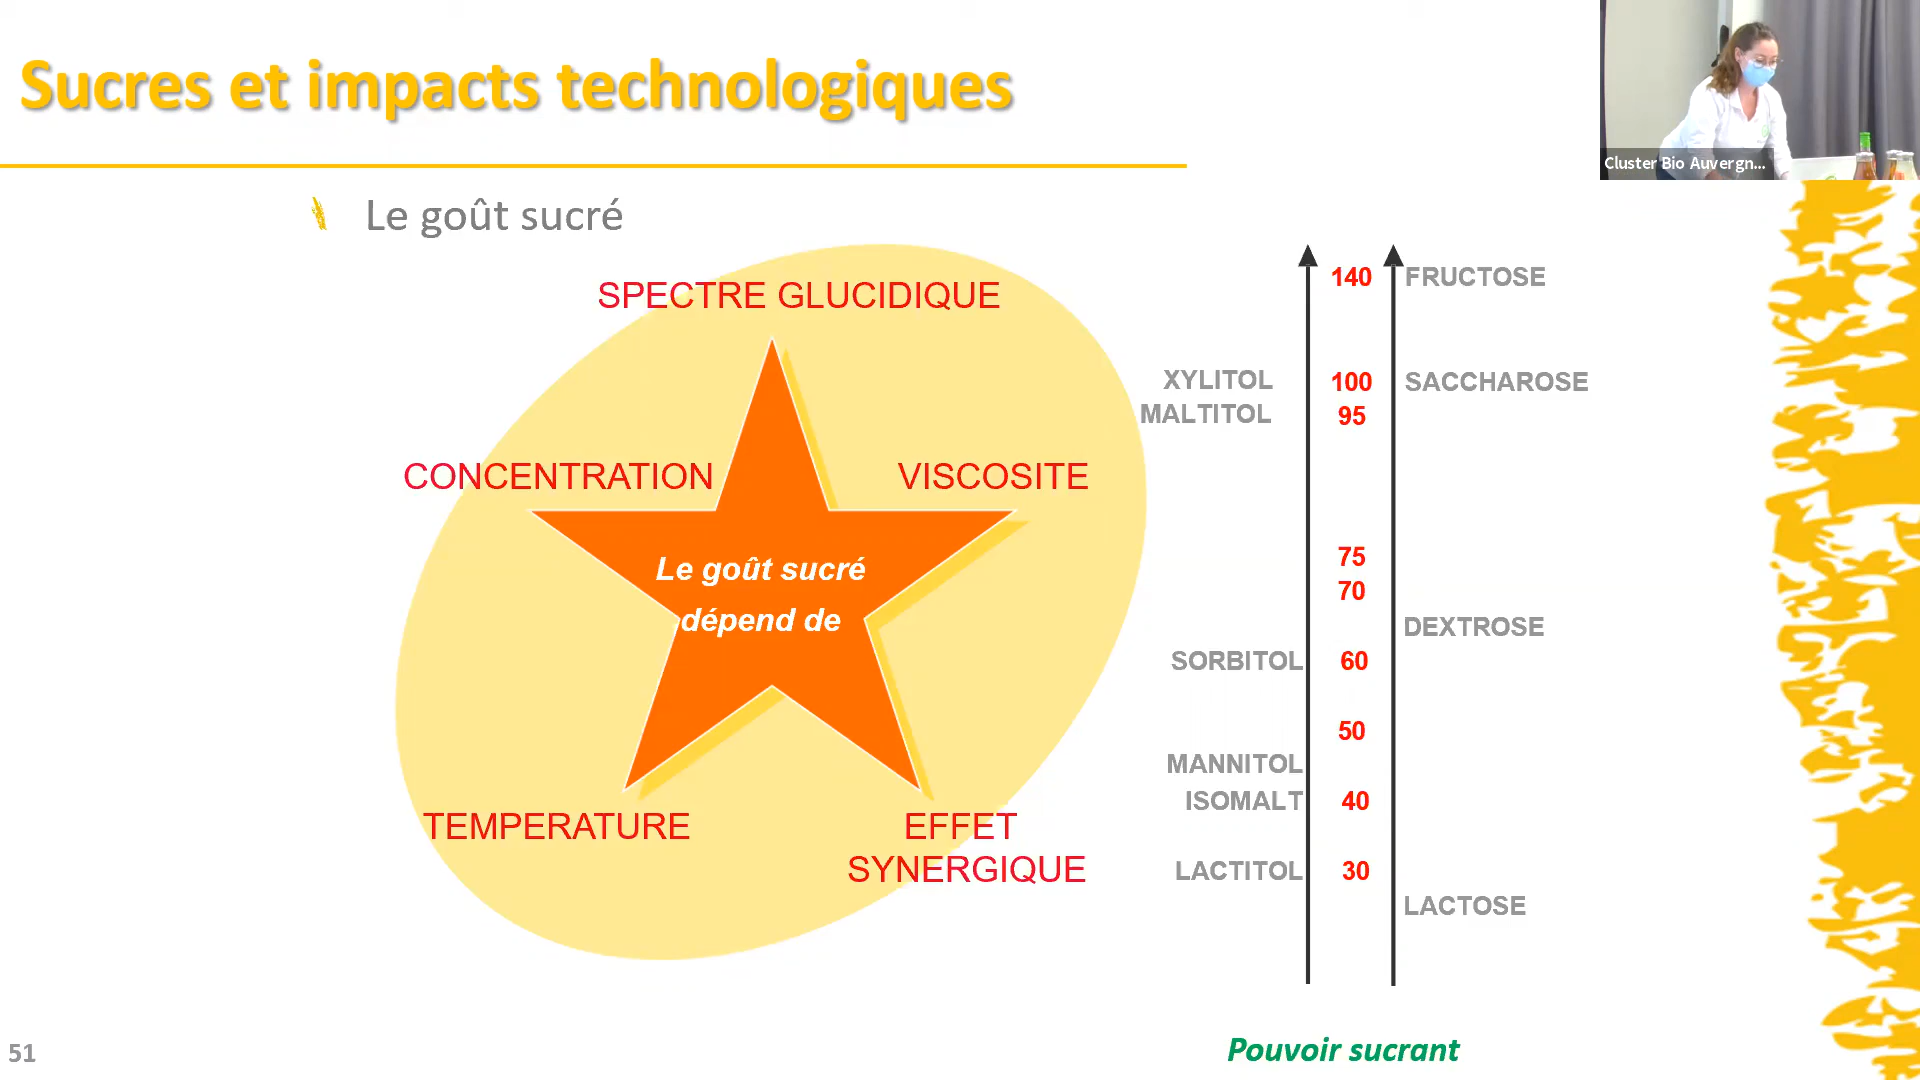 Sucres et impacts technologiques
Cluster Bio Auvergn...
Le goût sucré
SPECTRE GLUCIDIQUE
CONCENTRATION
VISCOSITE
Le goût sucré
dépend de
TEMPERATURE
EFFET
SYNERGIQUE
140 FRUCTOSE
XYLITOL 100 SACCHAROSE
MALTITOL 95
75
70
DEXTROSE
SORBITOL 60
50
MANNITOL
ISOMALT 40
LACTITOL 30
LACTOSE
Pouvoir sucrant
51